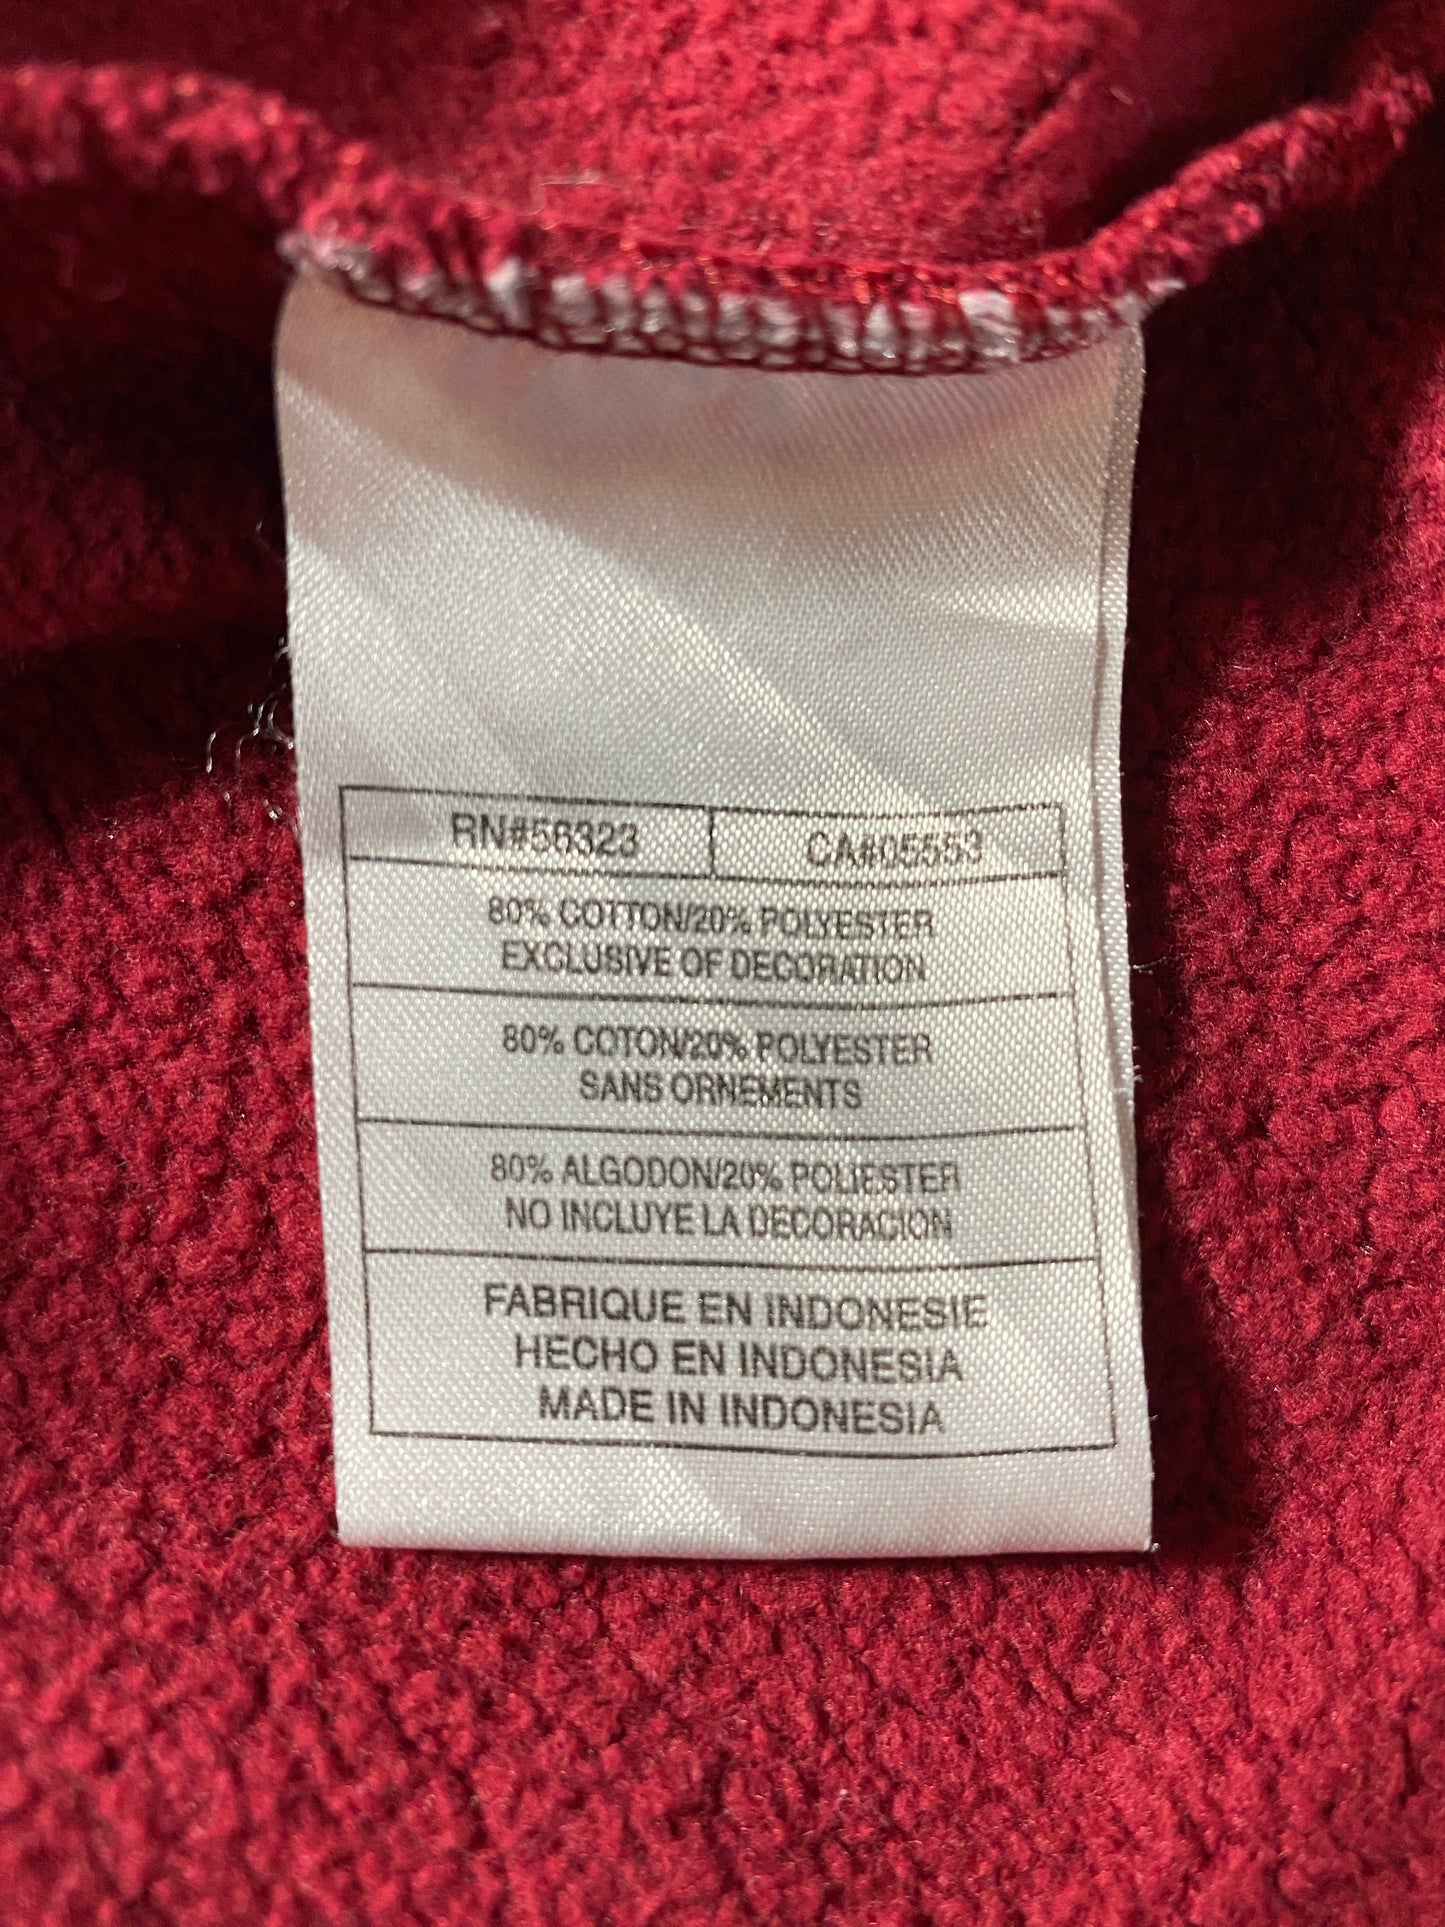 RN#56323 CA#05553
80% COTTON/20% POLYESTER
EXCLUSIVE OF DECORATION
80% COTON/20% POLYESTER
SANS ORNEMENTS
80% ALGODON/20% POLIESTER
NO INCLUYE LA DECORACION
FABRIQUE EN INDONESIE
HECHO EN INDONESIA
MADE IN INDONESIA